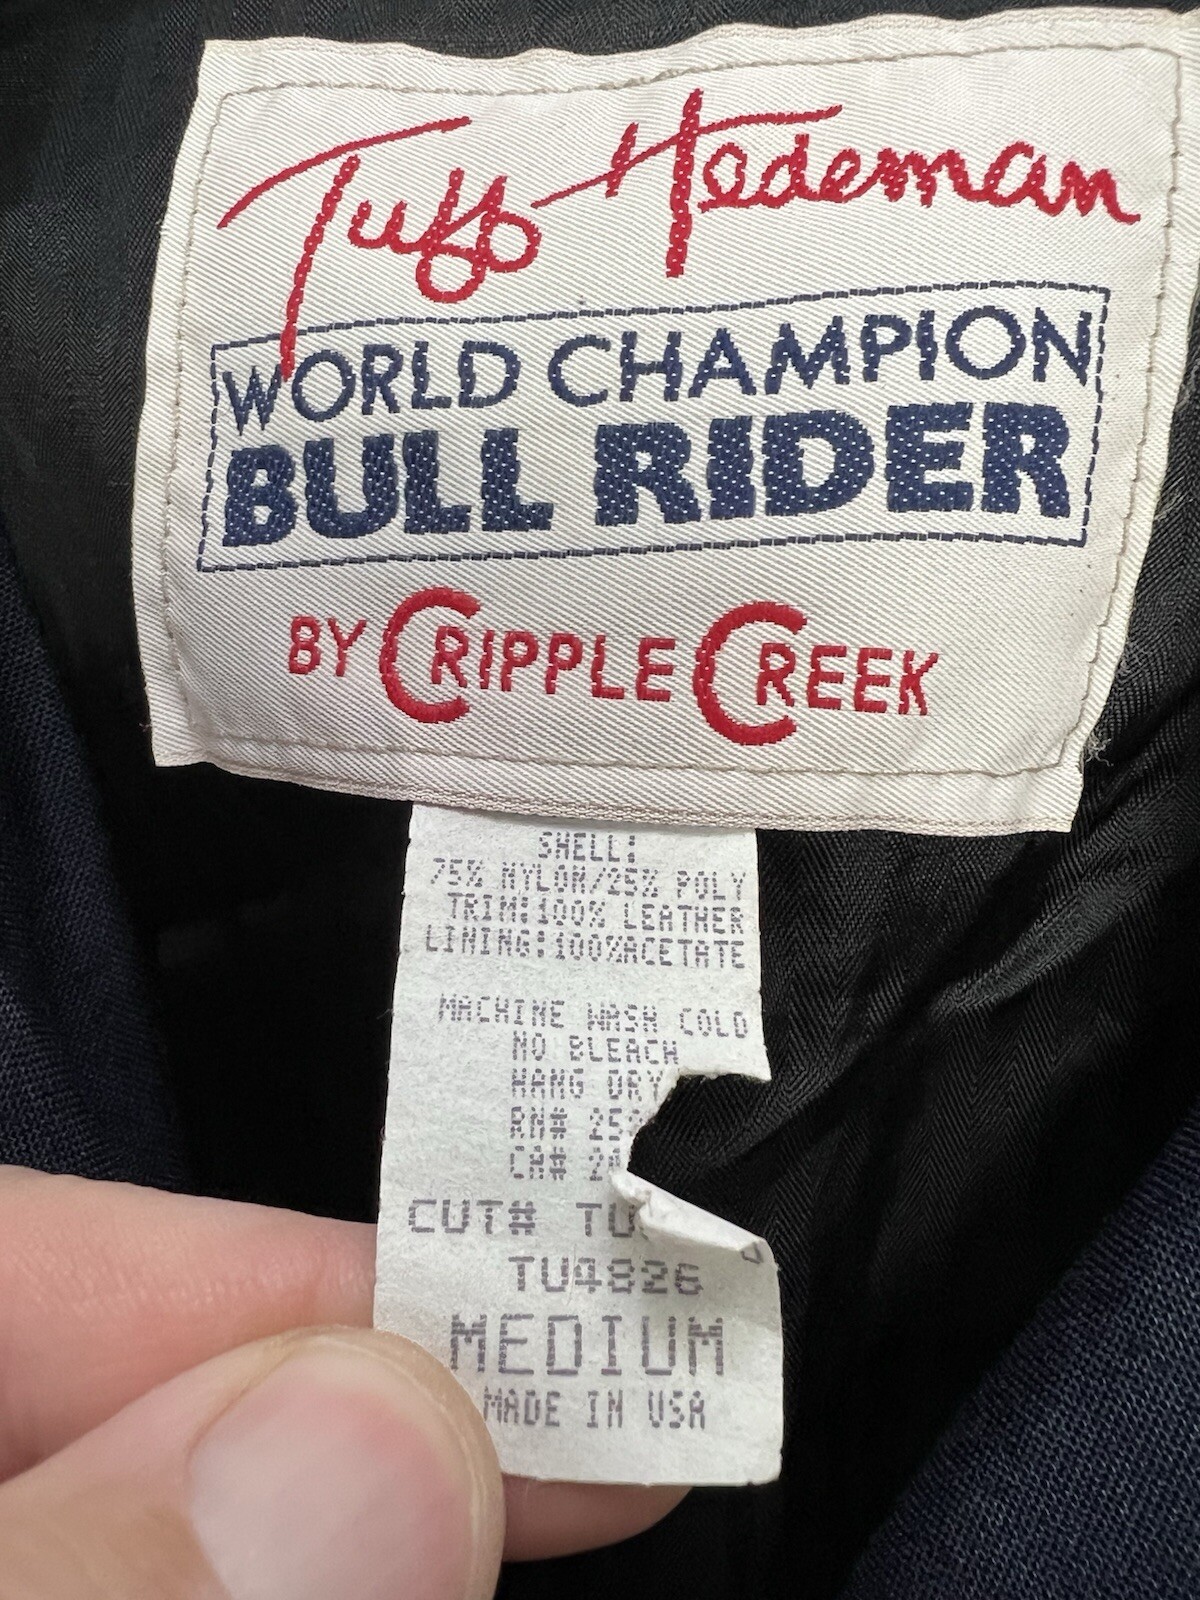 Tuff Hedeman
WORLD CHAMPION
BULL RIDER
BY CRIPPLE CREEK
SHELL:
75% NYLON/25% POLY
TRIM:100% LEATHER
LINING:100%ACETATE
MACHINE WASH COLD
NO BLEACH
HANG DRY
RN#
CA#
CUT#
TU4826
MEDIUM
MADE IN USA